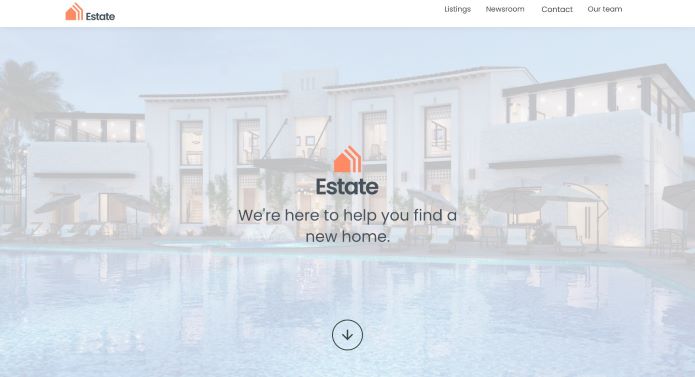 Estate
Listings Newsroom Contact Our team
Estate
We're here to help you find a
new home.